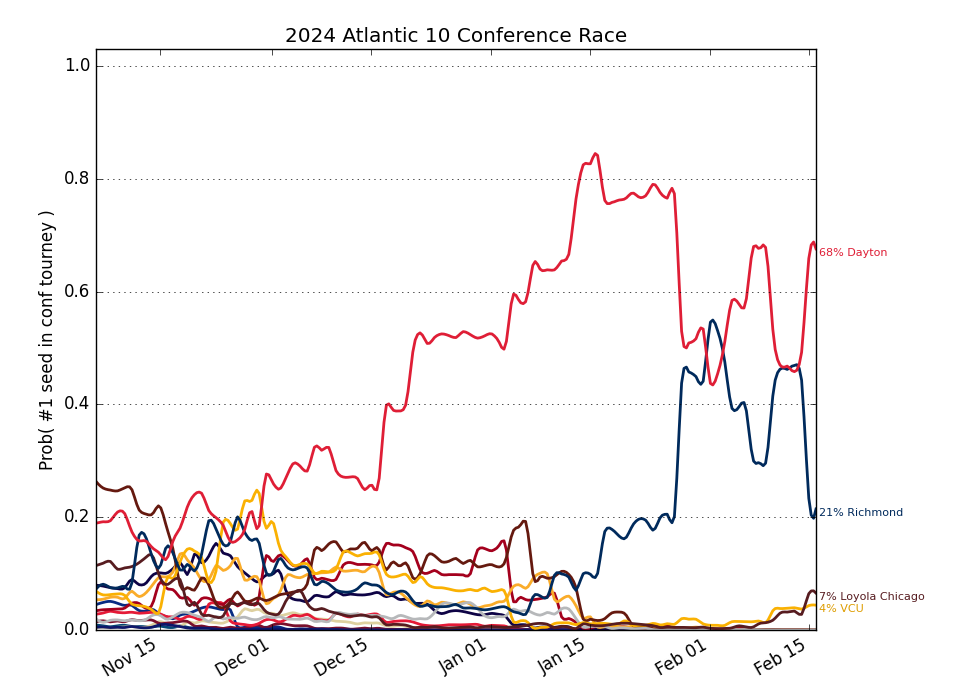 2024 Atlantic 10 Conference Race
Prob( #1 seed in conf tourney )
1.0
0.8
0.6
0.4
0.2
0.0
68% Dayton
21% Richmond
7% Loyola Chicago
4% VCU
Nov 15
Dec 01
Dec 15
Jan 01
Jan 15
Feb 01
Feb 15